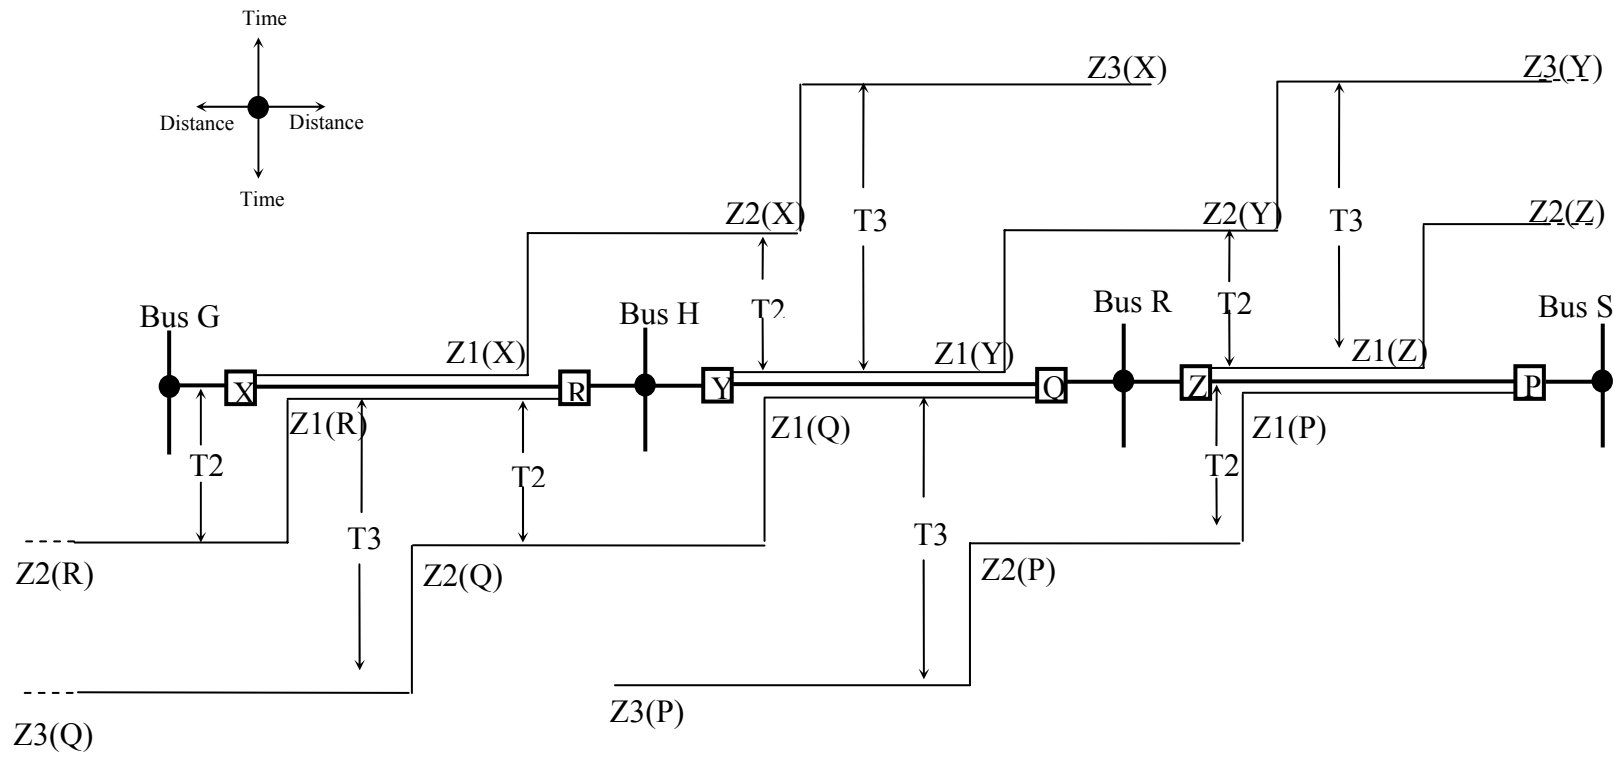 Time
Z3(X)
Z3(Y)
Distance
Distance
Time
Z2(X)
T3
Z2(Y)
T3
Z2(Z)
Bus G
Bus H
T2
Bus R
T2
Bus S
Z1(X)
Z1(Y)
Z1(Z)
X
R
Y
Q
Z
P
Z1(R)
Z1(Q)
Z1(P)
T2
T2
T2
T3
T3
Z2(R)
Z2(Q)
Z2(P)
Z3(P)
Z3(Q)